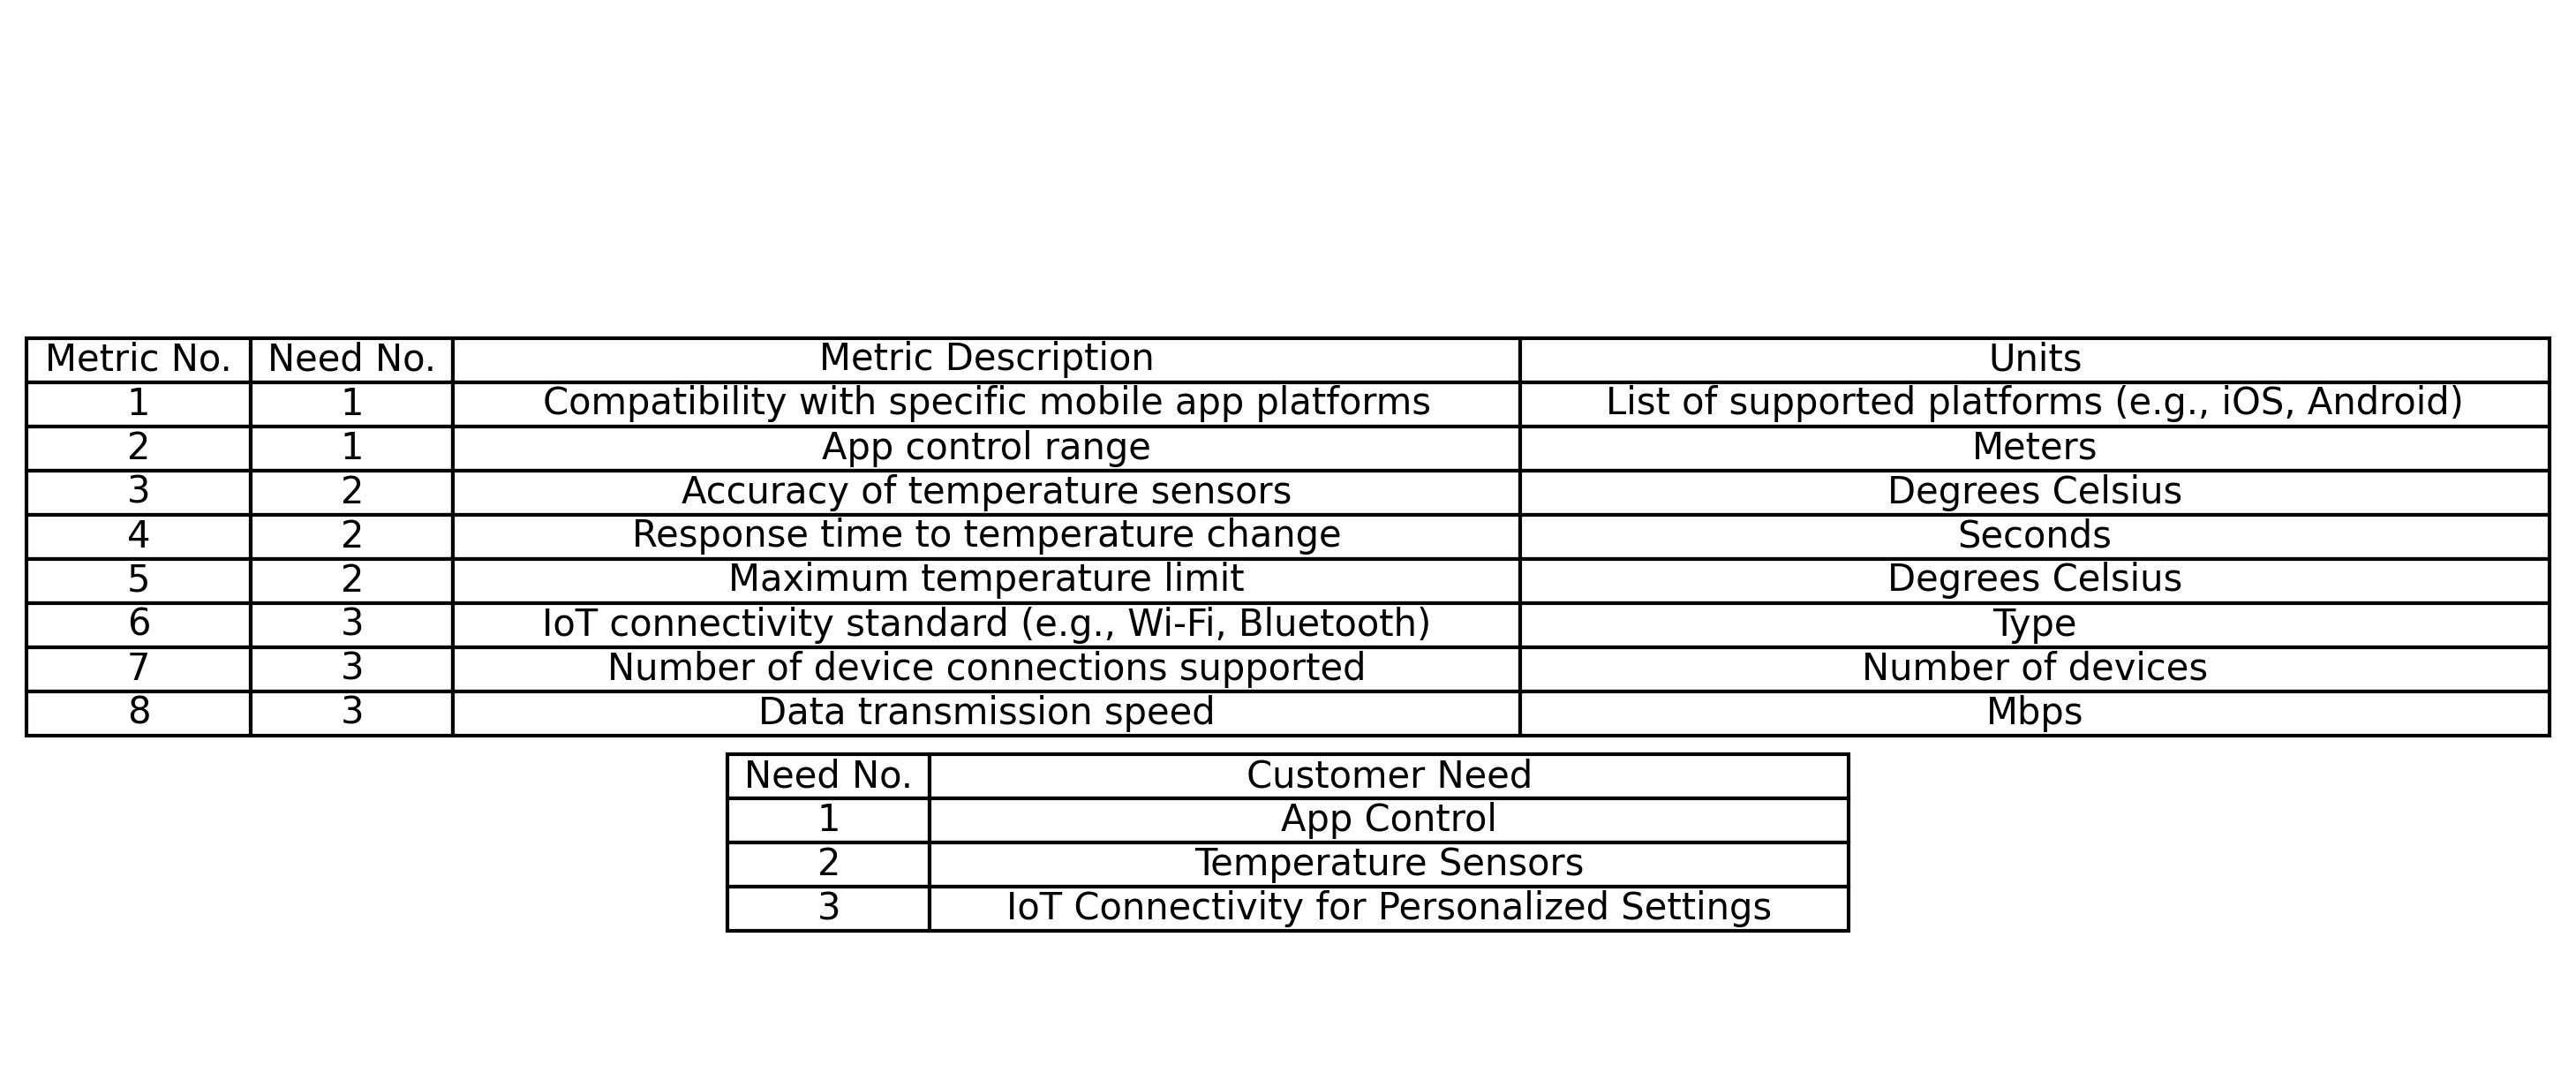 Metric No. Need No. Metric Description Units
1 1 Compatibility with specific mobile app platforms List of supported platforms (e.g., iOS, Android)
2 1 App control range Meters
3 2 Accuracy of temperature sensors Degrees Celsius
4 2 Response time to temperature change Seconds
5 2 Maximum temperature limit Degrees Celsius
6 3 IoT connectivity standard (e.g., Wi-Fi, Bluetooth) Type
7 3 Number of device connections supported Number of devices
8 3 Data transmission speed Mbps
Need No. Customer Need
1 App Control
2 Temperature Sensors
3 IoT Connectivity for Personalized Settings